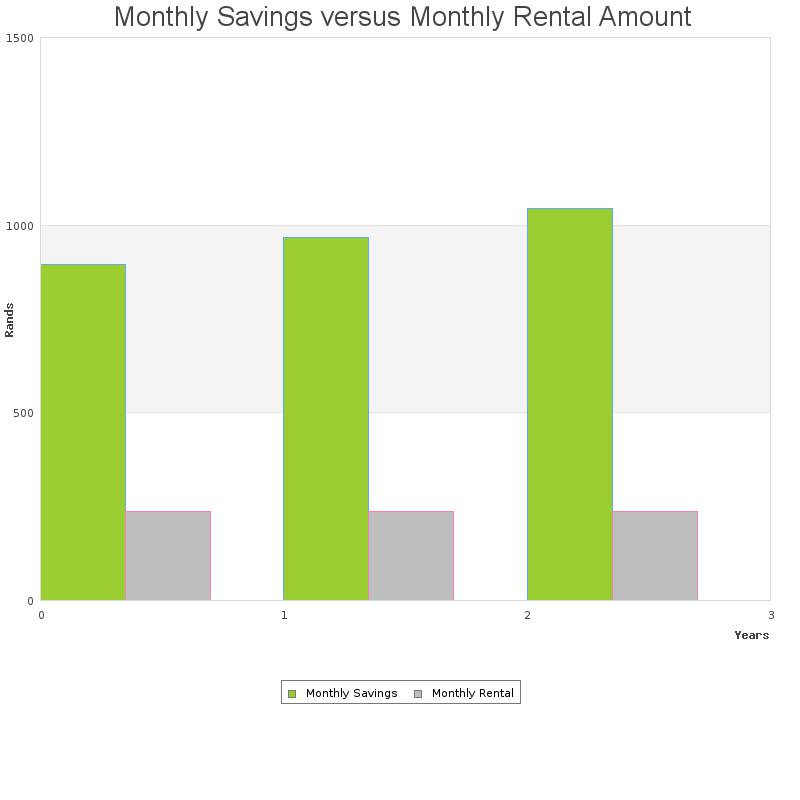 Monthly Savings versus Monthly Rental Amount
1500
1000
Rands
500
0
0 1 2 3
Years
Monthly Savings Monthly Rental